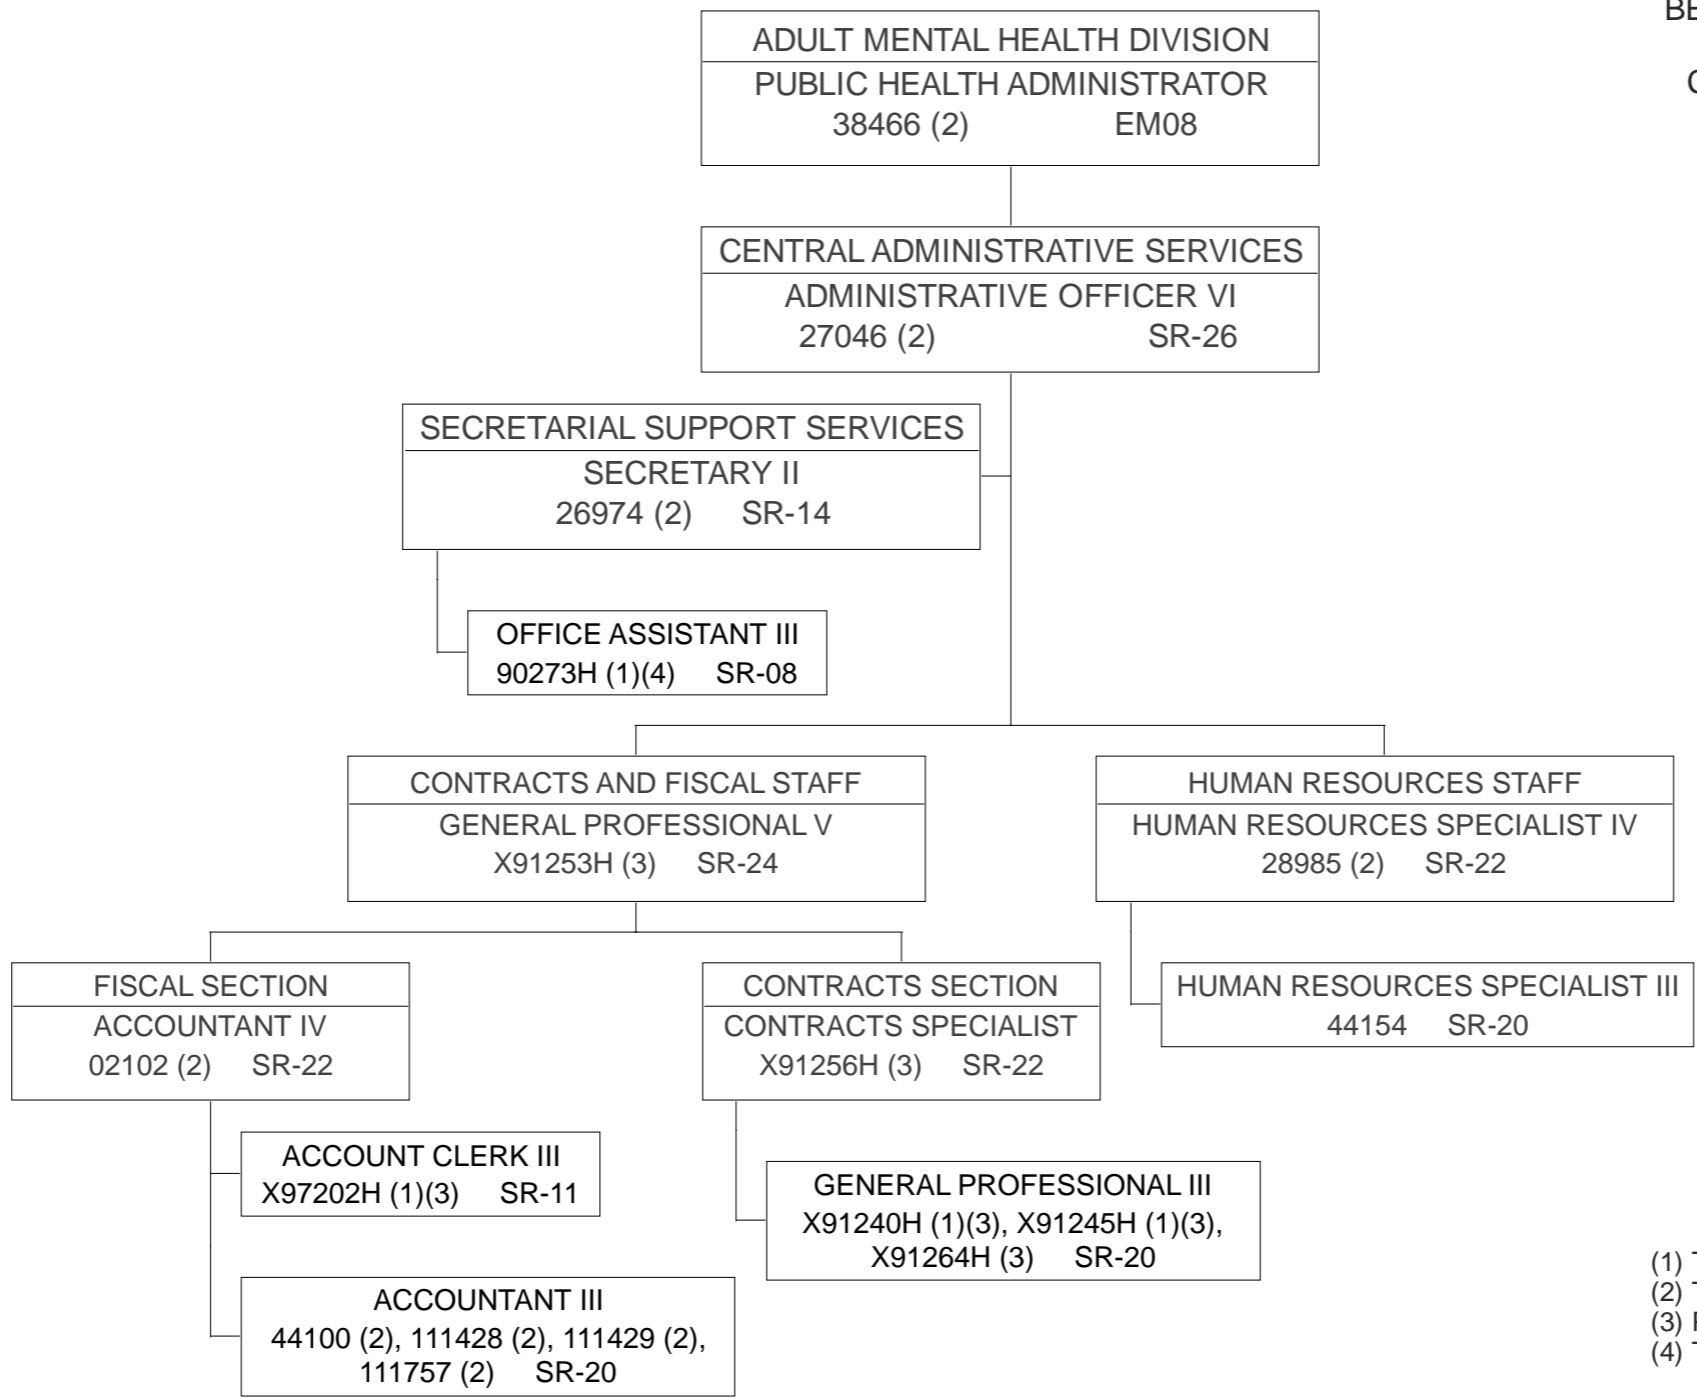 BE
C
ADULT MENTAL HEALTH DIVISION
PUBLIC HEALTH ADMINISTRATOR
38466 (2) EM08
CENTRAL ADMINISTRATIVE SERVICES
ADMINISTRATIVE OFFICER VI
27046 (2) SR-26
SECRETARIAL SUPPORT SERVICES
SECRETARY II
26974 (2) SR-14
OFFICE ASSISTANT III
90273H (1)(4) SR-08
CONTRACTS AND FISCAL STAFF
GENERAL PROFESSIONAL V
X91253H (3) SR-24
HUMAN RESOURCES STAFF
HUMAN RESOURCES SPECIALIST IV
28985 (2) SR-22
FISCAL SECTION
ACCOUNTANT IV
02102 (2) SR-22
CONTRACTS SECTION
CONTRACTS SPECIALIST
X91256H (3) SR-22
HUMAN RESOURCES SPECIALIST III
44154 SR-20
ACCOUNT CLERK III
X97202H (1)(3) SR-11
GENERAL PROFESSIONAL III
X91240H (1)(3), X91245H (1)(3),
X91264H (3) SR-20
ACCOUNTANT III
44100 (2), 111428 (2), 111429 (2),
111757 (2) SR-20
(1) T
(2) T
(3)
(4) T